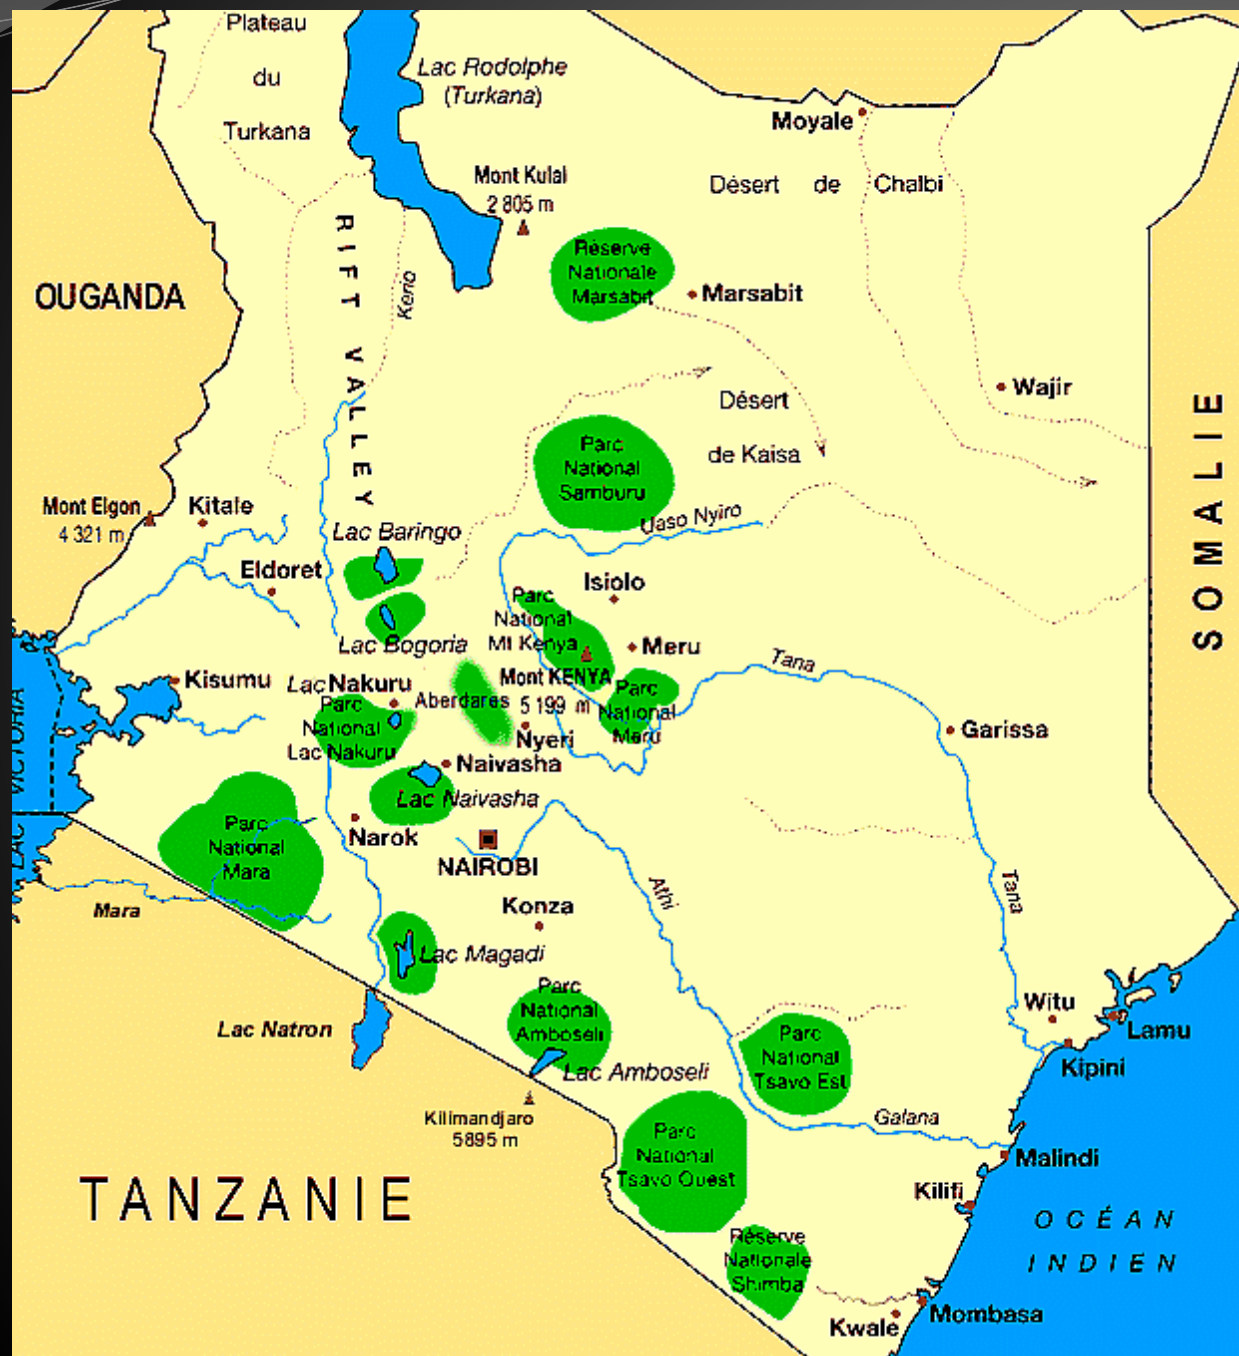 Plateau
du
Turkana
Lac Rodolphe
(Turkana)
Moyale
Mont Kulal
2 805 m
Désert de Chalbi
RIFT VALLEY
Réserve
Nationale
Marsabit
Marsabit
OUGANDA
Kerio
Wajir
Désert
de Kaisa
SOMALIE
Parc
National
Samburu
Mont Elgon
4 321 m
Kitale
Uaso Nyiro
Lac Baringo
Eldoret
Isiolo
Parc
National
Mt Kenya
Lac Bogoria
Meru
Tana
Kisumu
Lac Nakuru
Mont KENYA
5 199 m
Aberdares
Parc
National
Meru
LAC VICTORIA
Parc
National
Lac Nakuru
Nyeri
Garissa
Naivasha
Lac Naivasha
Parc
National
Mara
Narok
NAIROBI
Athi
Tana
Mara
Konza
Lac Magadi
Parc
National
Amboseli
Witu
Lamu
Lac Natron
Parc
National
Tsavo Est
Kipini
Lac Amboseli
Kilimandjaro
5895 m
Galana
Parc
National
Tsavo Ouest
Malindi
TANZANIE
Kilifi
OCÉAN
INDIEN
Réserve
Nationale
Shimba
Mombasa
Kwale